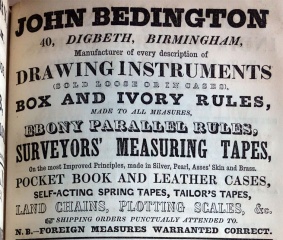 JOHN BEDINGTON
40, DIGBETH, BIRMINGHAM,
Manufacturer of every description of
DRAWING INSTRUMENTS
(SOLD LOOSE OR IN CASES),
BOX AND IVORY RULES,
MADE TO ALL MEASURES,
EBONY PARALLEL RULES,
SURVEYORS' MEASURING TAPES,
On the most Improved Principles, made in Silver, Pearl, Asses' Skin and Brass.
POCKET BOOK AND LEATHER CASES,
SELF-ACTING SPRING TAPES, TAILOR'S TAPES,
LAND CHAINS, PLOTTING SCALES, &c.
SHIPPING ORDERS PUNCTUALLY ATTENDED TO.
N.B.—FOREIGN MEASURES WARRANTED CORRECT.